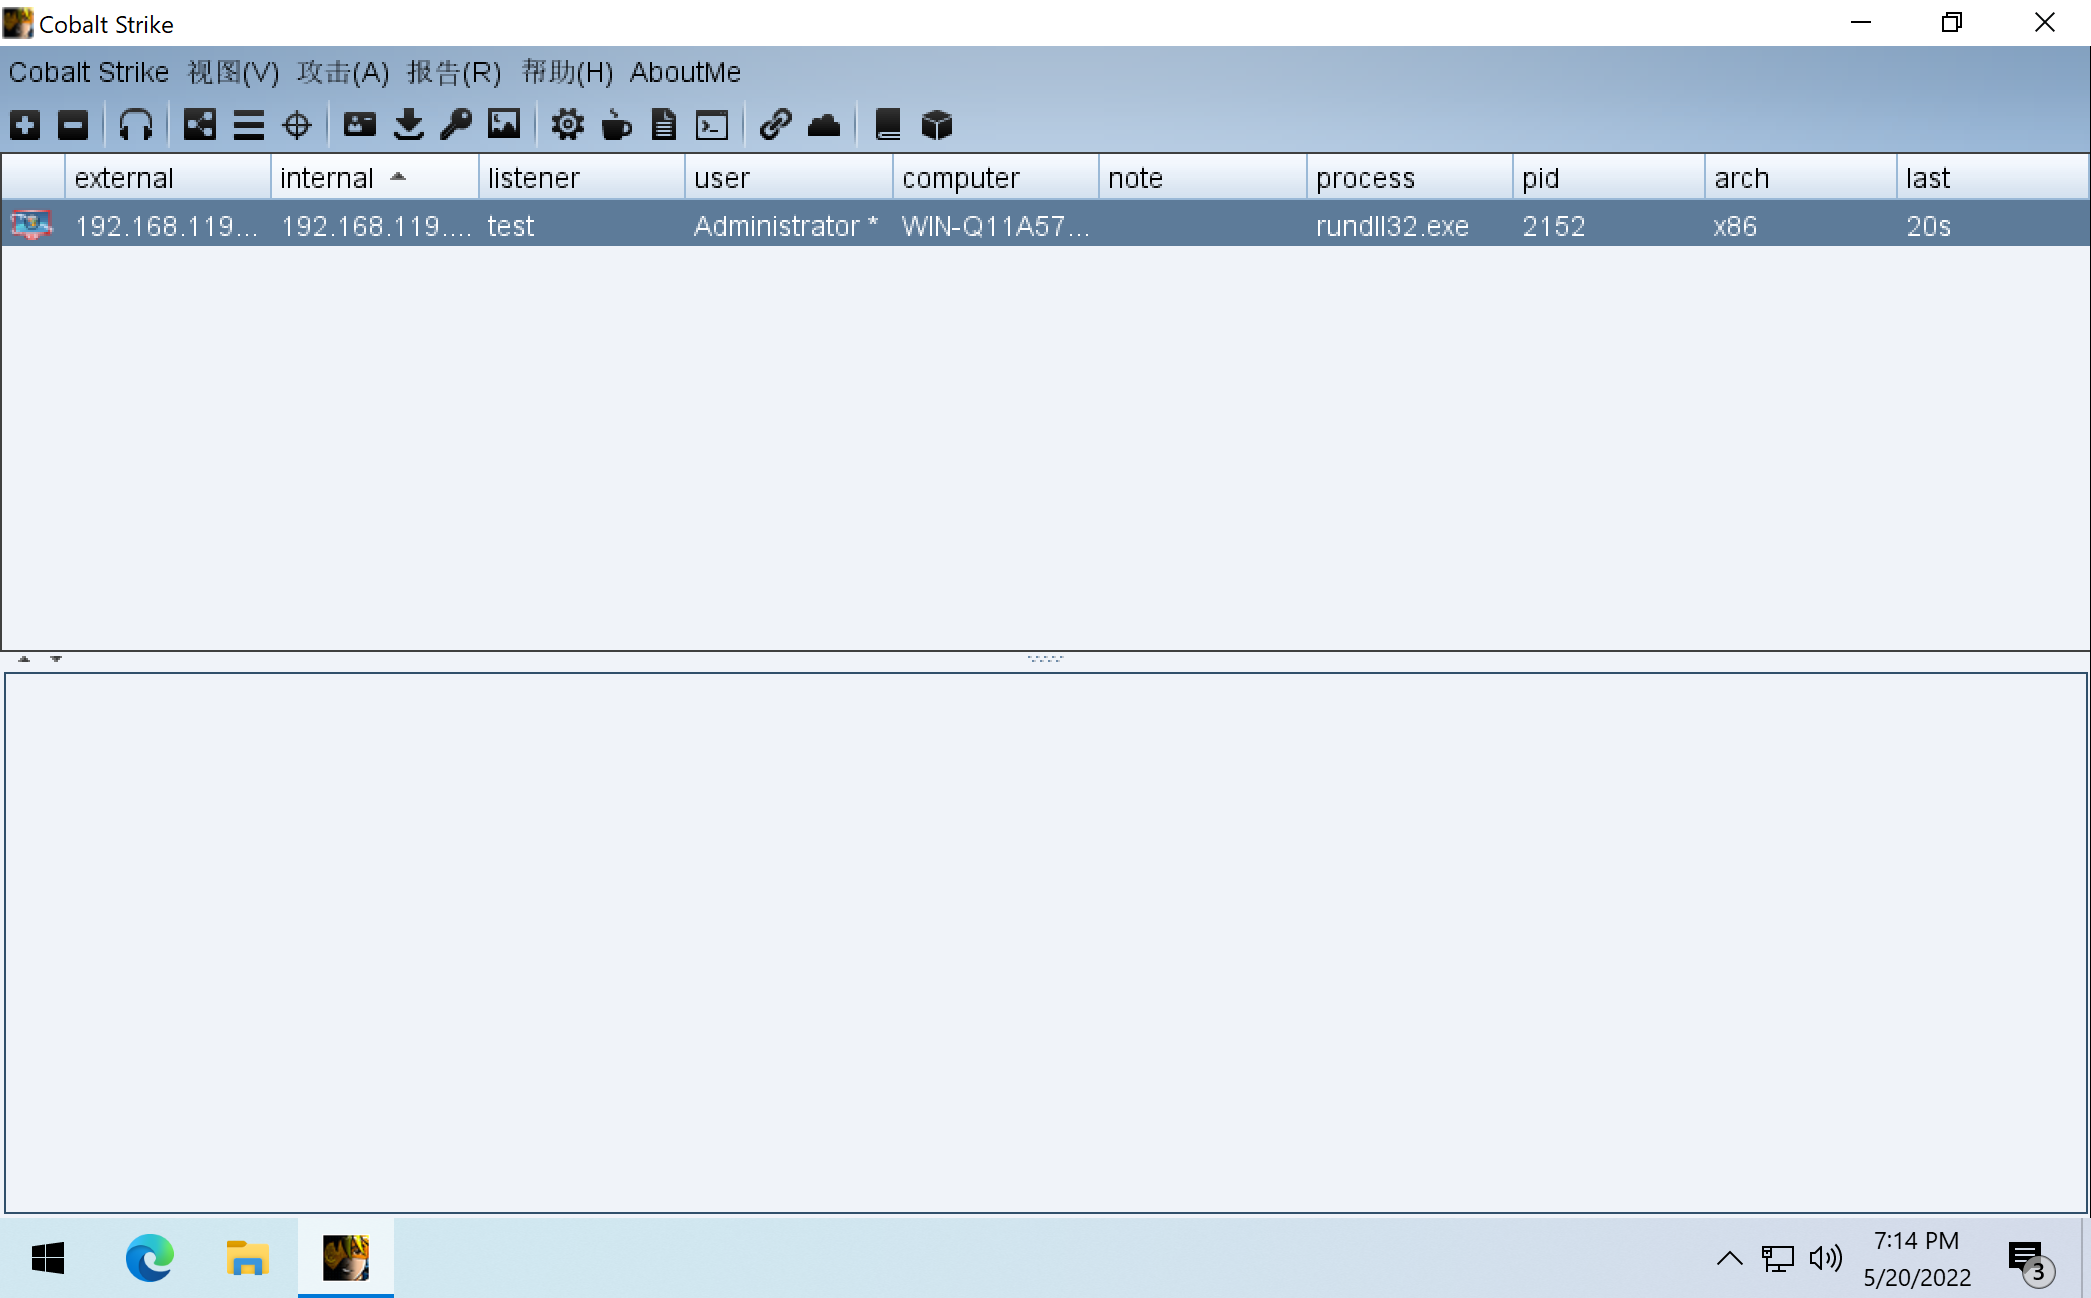 Cobalt Strike
Cobalt Strike 视图(V) 攻击(A) 报告(R) 帮助(H) AboutMe
external internal listener user computer note process pid arch last
192.168.119... 192.168.119.... test Administrator * WIN-Q11A57... rundll32.exe 2152 x86 20s
7:14 PM
5/20/2022
3